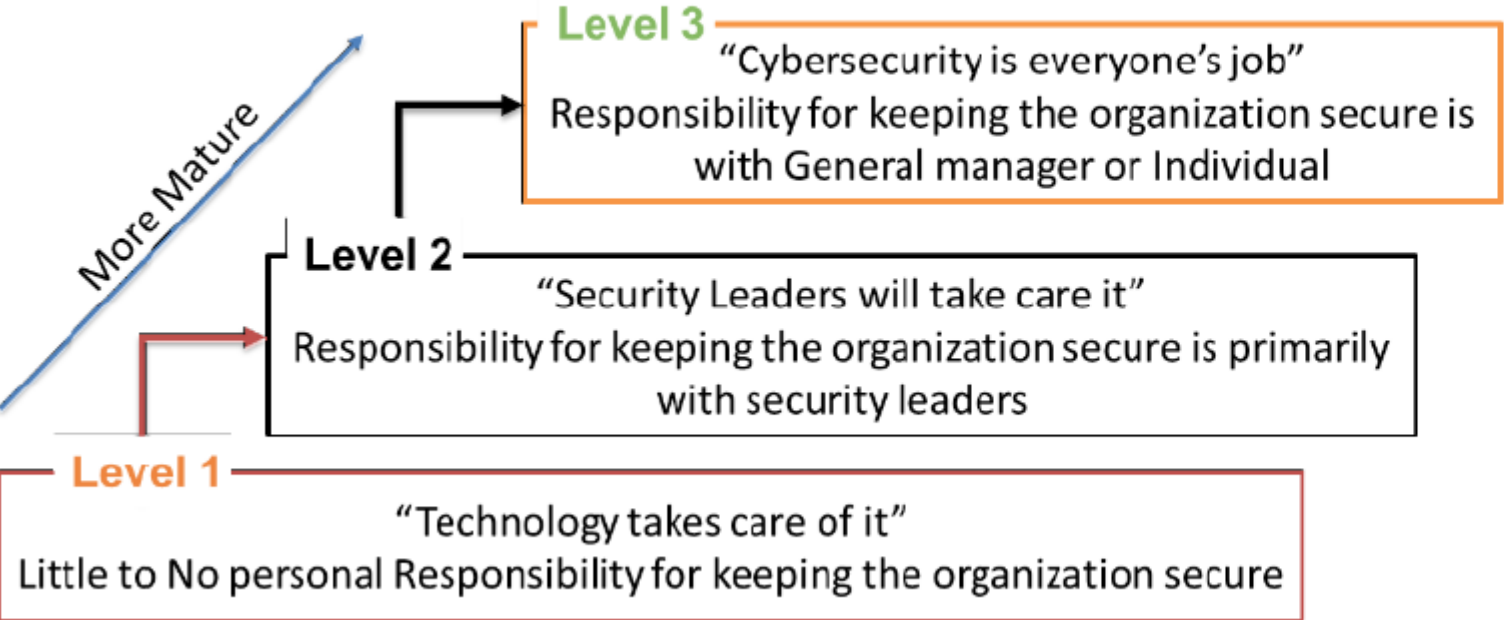 Level 3
“Cybersecurity is everyone’s job”
Responsibility for keeping the organization secure is
with General manager or Individual
More Mature
Level 2
“Security Leaders will take care it”
Responsibility for keeping the organization secure is primarily
with security leaders
Level 1
“Technology takes care of it”
Little to No personal Responsibility for keeping the organization secure